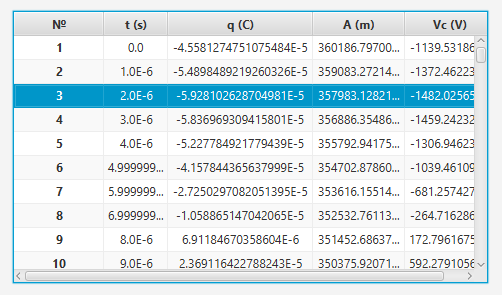 № t (s) q (C) A (m) Vc (V)
1 0.0 -4.5581274751075484E-5 360186.79700... -1139.53186
2 1.0E-6 -5.4898489219260326E-5 359083.27214... -1372.46223
3 2.0E-6 -5.928102628704981E-5 357983.12821... -1482.02565
4 3.0E-6 -5.836969309415801E-5 356886.35486... -1459.24232
5 4.0E-6 -5.227784921779439E-5 355792.94175... -1306.94623
6 4.999999... -4.157844365637999E-5 354702.87860... -1039.46109
7 5.999999... -2.7250297082051395E-5 353616.15514... -681.257427
8 6.999999... -1.058865147042065E-5 352532.76113... -264.716286
9 8.0E-6 6.91184670358604E-6 351452.68637... 172.7961675
10 9.0E-6 2.369116422788243E-5 350375.92071... 592.2791056